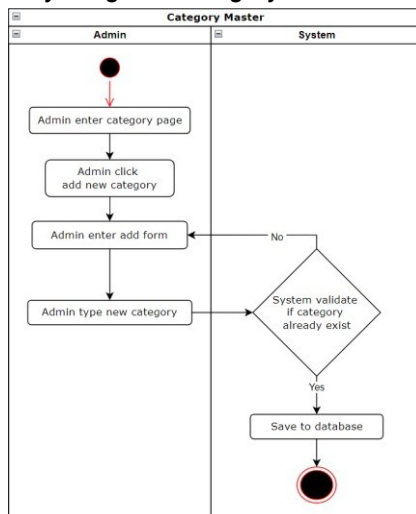 Category Master
Admin
System
Admin enter category page
Admin click
add new category
Admin enter add form
No
Admin type new category
System validate
if category
already exist
Yes
Save to database